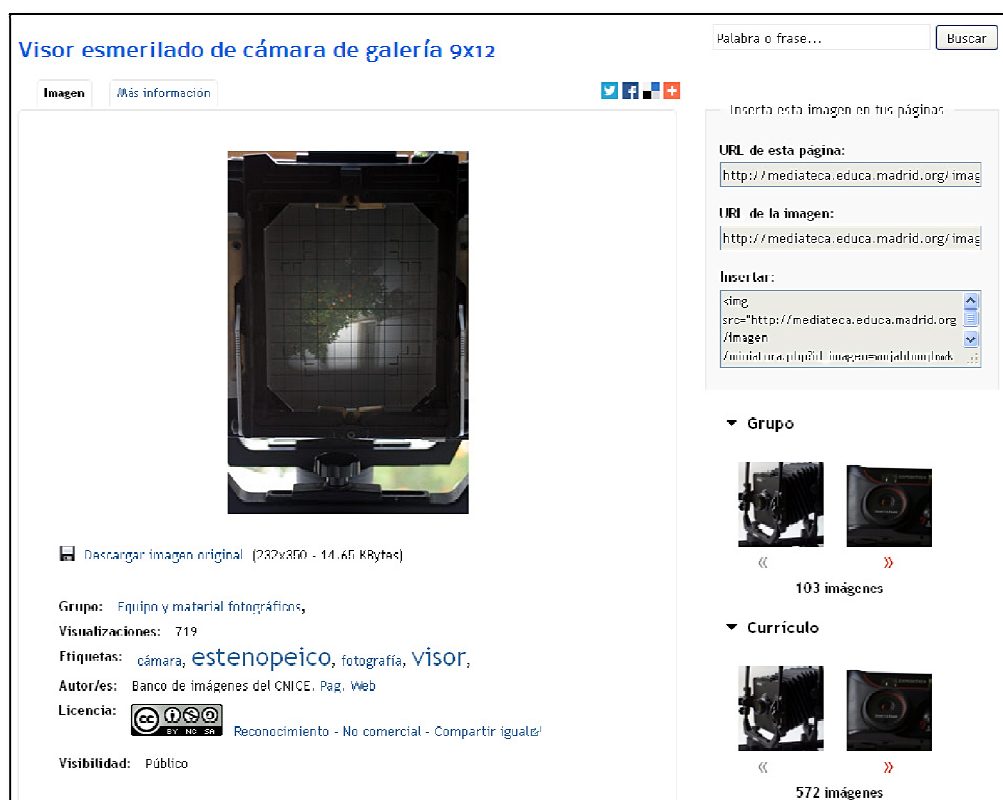 Visor esmerilado de cámara de galería 9x12
Palabra o frase...
Buscar
Imagen
Más información
Inserta esta imagen en tus páginas
URL de esta página:
http://mediateca.educa.madrid.org/imag
URL de la imagen:
http://mediateca.educa.madrid.org/imag
Insertar:
<img
src="http://mediateca.educa.madrid.org
/imagen
Descargar imagen original (232x350 - 14.65 KBytes)
Grupo: Equipo y material fotográficos,
Visualizaciones: 719
Etiquetas: cámara, estenopeico, fotografía, visor,
Autor/es: Banco de imágenes del CNICE. Pag. Web
Licencia: cc BY NC SA Reconocimiento - No comercial - Compartir igual
Visibilidad: Público
Grupo
« »
103 imágenes
Currículo
« »
572 imágenes